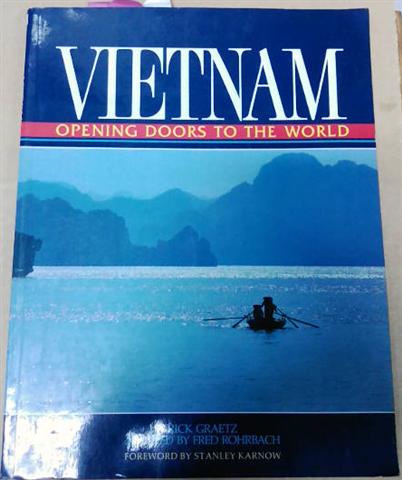 VIETNAM
OPENING DOORS TO THE WORLD
RICK GRAETZ
BY FRED ROHRBACH
FOREWORD BY STANLEY KARNOW